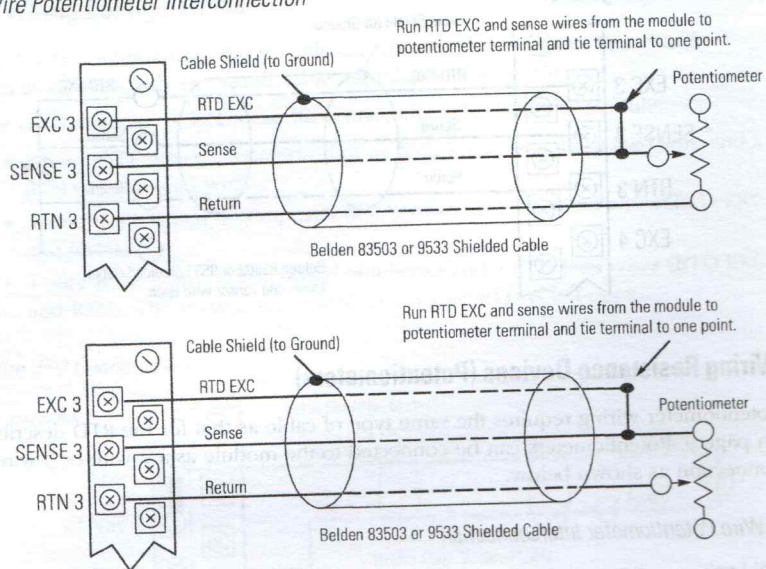 Wire Potentiometer Interconnection
Run RTD EXC and sense wires from the module to
potentiometer terminal and tie terminal to one point.
Cable Shield (to Ground)
Potentiometer
RTD EXC
EXC 3
Sense
SENSE 3
Return
RTN 3
Belden 83503 or 9533 Shielded Cable
Run RTD EXC and sense wires from the module to
potentiometer terminal and tie terminal to one point.
Cable Shield (to Ground)
RTD EXC
Potentiometer
EXC 3
Sense
SENSE 3
Return
RTN 3
Belden 83503 or 9533 Shielded Cable